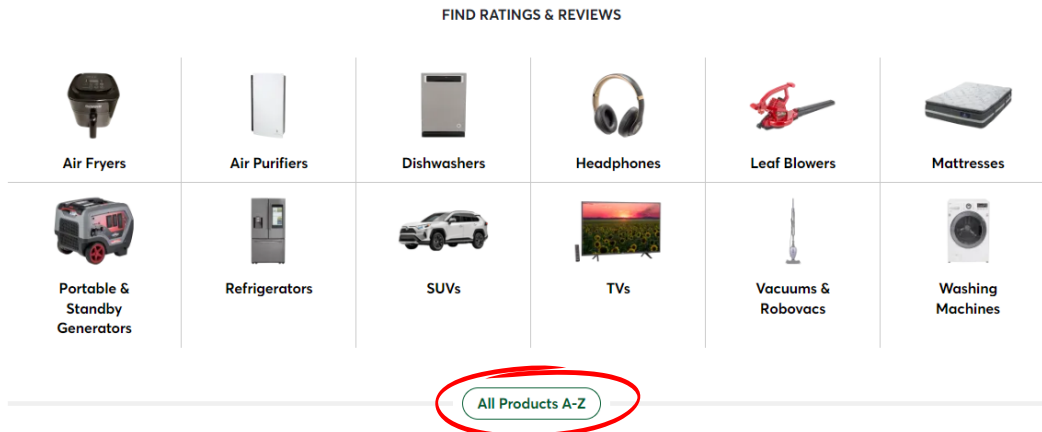 FIND RATINGS & REVIEWS
Air Fryers
Air Purifiers
Dishwashers
Headphones
Leaf Blowers
Mattresses
Portable &
Standby
Generators
Refrigerators
SUVs
TVs
Vacuums &
Robovacs
Washing
Machines
All Products A-Z